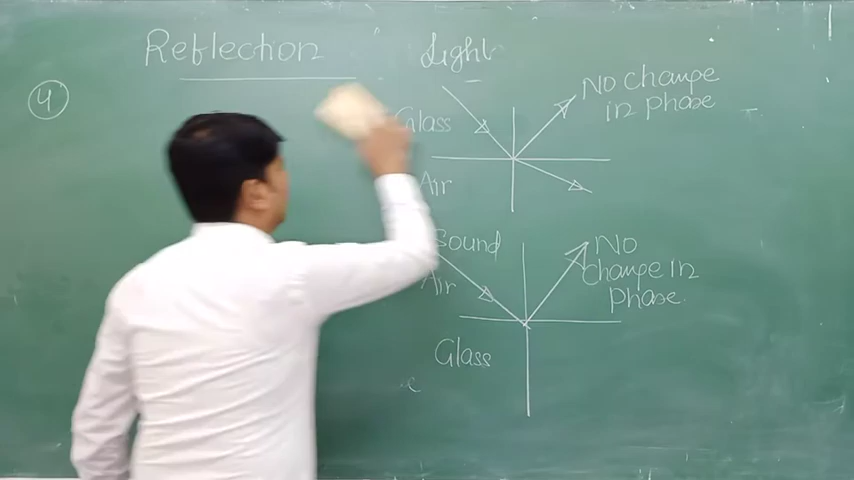 Reflection
Light
4
Glass
No change
in phase
Air
Sound
No
change in
phase.
Air
Glass